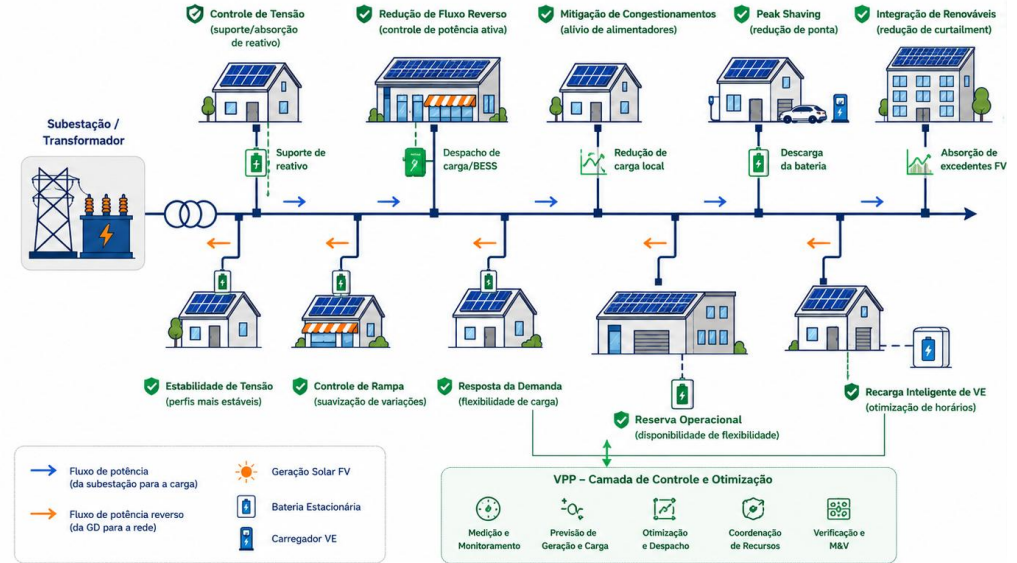 Controle de Tensão
(suporte/absorção
de reativo)
Redução de Fluxo Reverso
(controle de potência ativa)
Mitigação de Congestionamentos
(alívio de alimentadores)
Peak Shaving
(redução de ponta)
Integração de Renováveis
(redução de curtailment)
Subestação /
Transformador
Suporte de
reativo
Despacho de
carga/BESS
Redução de
carga local
Descarga
da bateria
Absorção de
excedentes FV
Estabilidade de Tensão
(perfis mais estáveis)
Controle de Rampa
(suavização de variações)
Resposta da Demanda
(flexibilidade de carga)
Reserva Operacional
(disponibilidade de flexibilidade)
Recarga Inteligente de VE
(otimização de horários)
Fluxo de potência
(da subestação para a carga)
Fluxo de potência reverso
(da GD para a rede)
Geração Solar FV
Bateria Estacionária
Carregador VE
VPP – Camada de Controle e Otimização
Medição e
Monitoramento
Previsão de
Geração e Carga
Otimização
e Despacho
Coordenação
de Recursos
Verificação e
M&V